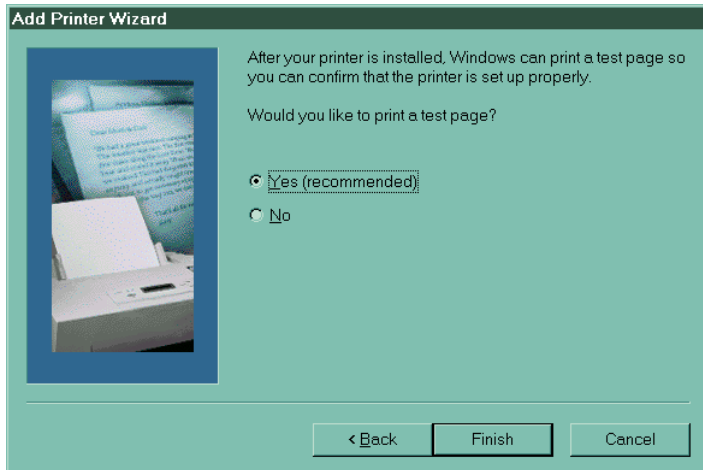 Add Printer Wizard
After your printer is installed, Windows can print a test page so
you can confirm that the printer is set up properly.
Would you like to print a test page?
Yes (recommended)
No
< Back
Finish
Cancel